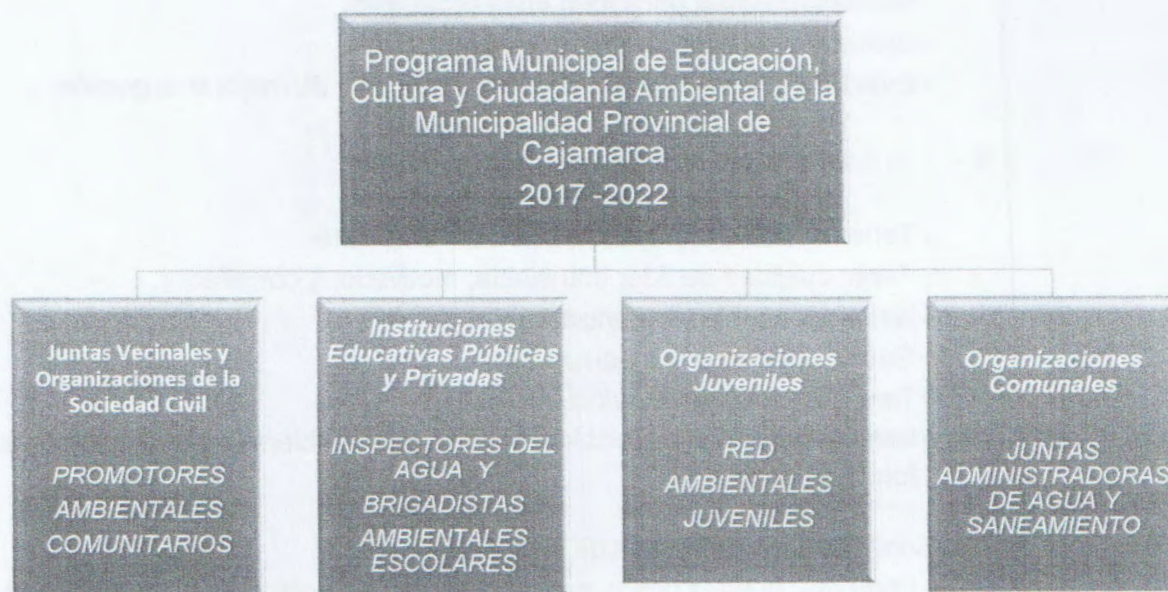 Programa Municipal de Educación,
Cultura y Ciudadanía Ambiental de la
Municipalidad Provincial de
Cajamarca
2017 -2022
Juntas Vecinales y
Organizaciones de la
Sociedad Civil
PROMOTORES
AMBIENTALES
COMUNITARIOS
Instituciones
Educativas Públicas
y Privadas
INSPECTORES DEL
AGUA Y
BRIGADISTAS
AMBIENTALES
ESCOLARES
Organizaciones
Juveniles
RED
AMBIENTALES
JUVENILES
Organizaciones
Comunales
JUNTAS
ADMINISTRADORAS
DE AGUA Y
SANEAMIENTO